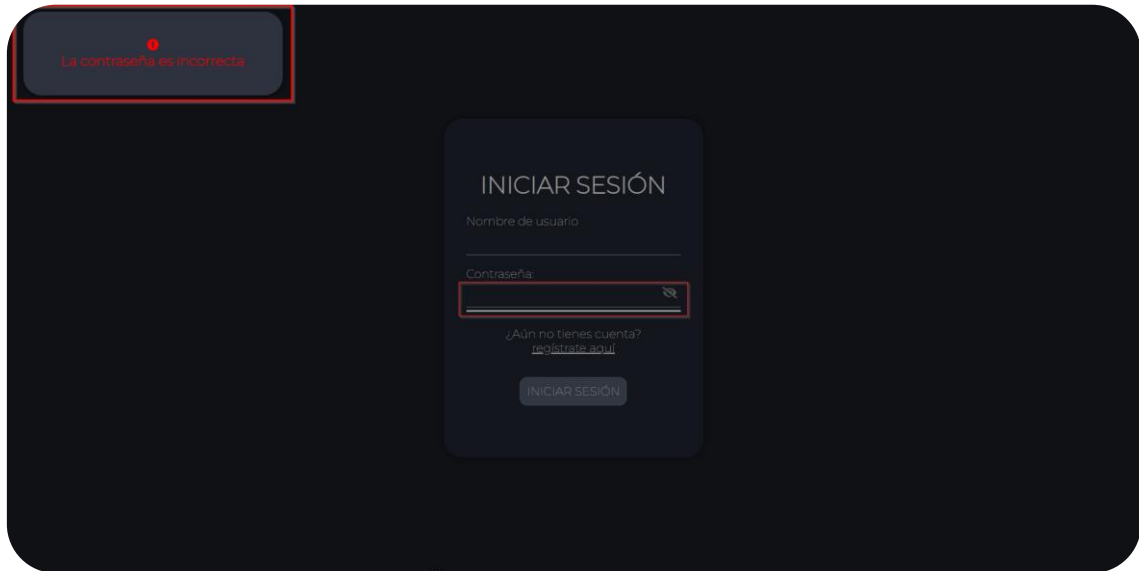 La contraseña es incorrecta
INICIAR SESIÓN
Nombre de usuario
Contraseña:
¿Aún no tienes cuenta?
regístrate aquí
INICIAR SESIÓN